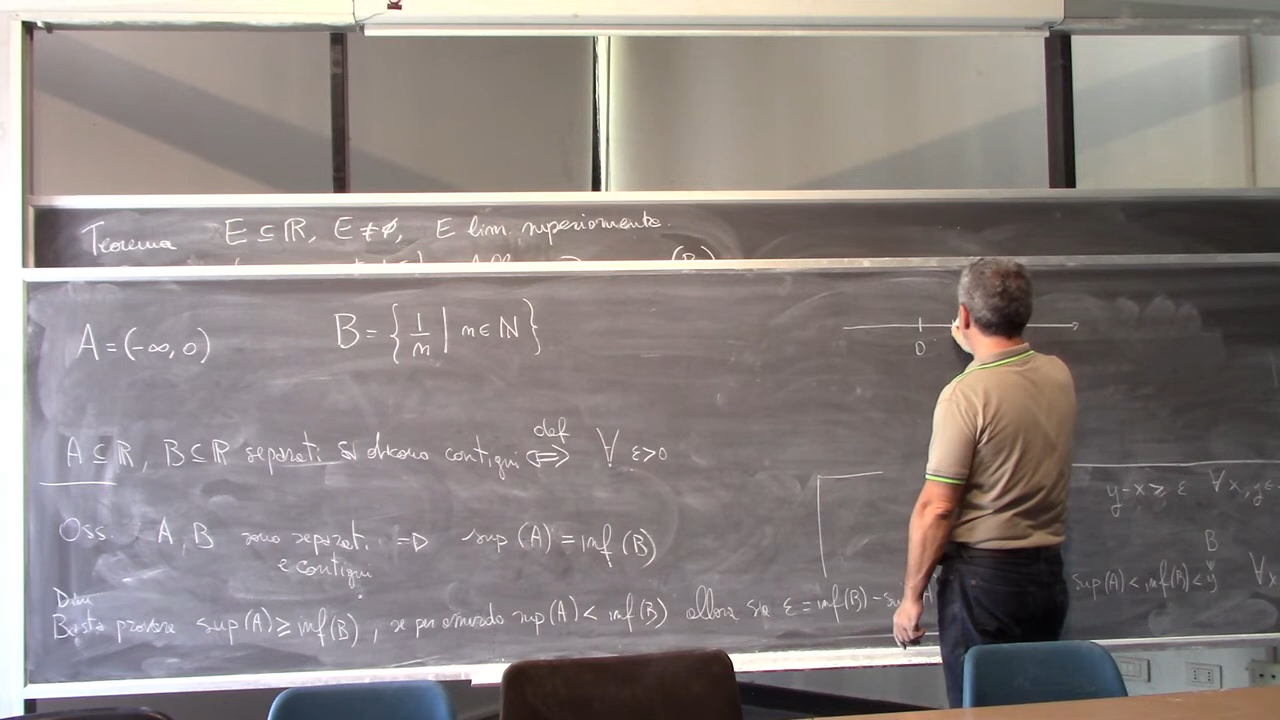 Teorema E ⊆ ℝ, E ≠ ∅, E lim. superiormente.
A = (-∞, 0) B = { 1/n | n ∈ N }
0
A ⊆ ℝ, B ⊆ ℝ separati si dicono contigui ⇔ def ∀ ε>0
y-x ≥ ε ∀x,
Oss. A, B sono separati e contigui ⇒ sup (A) = inf (B)
B
sup(A) < inf(B) < y ∀x
Dim
Basta provare sup(A) ≥ inf(B), se per assurdo sup(A) < inf(B) allora sia ε = inf(B) -